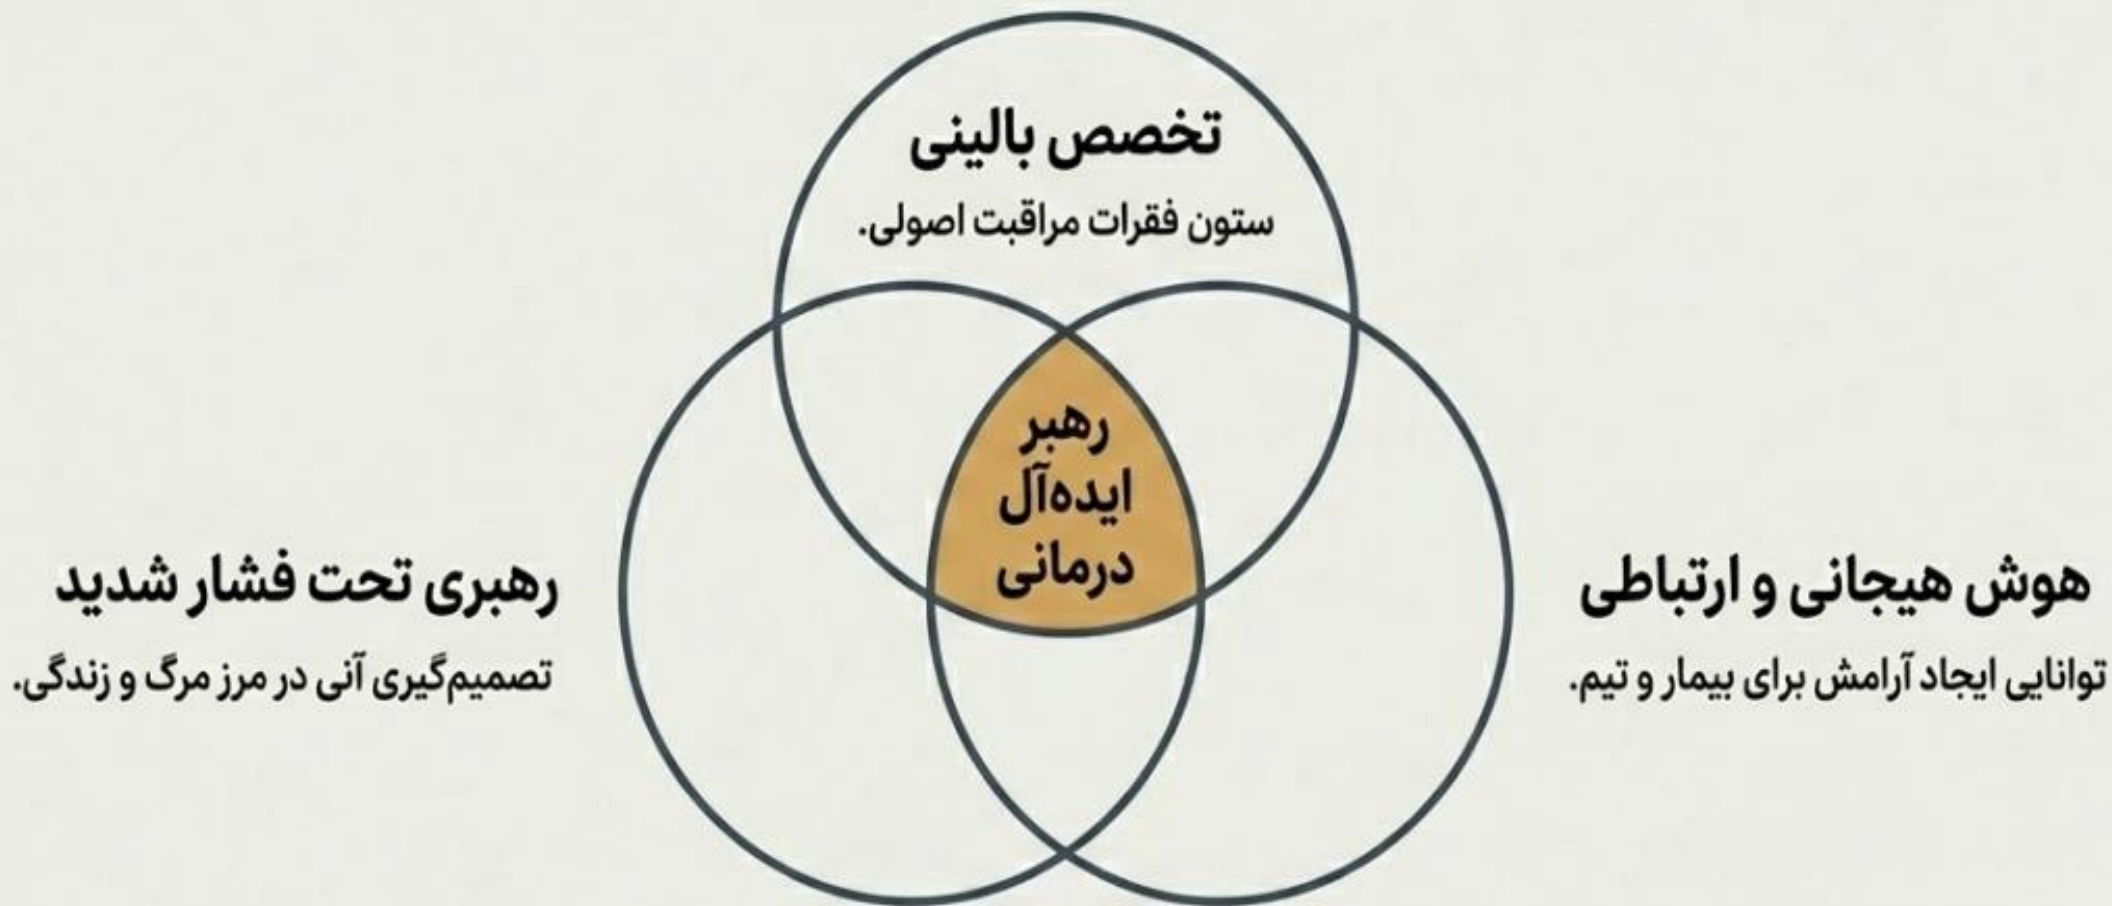 تخصص بالینی
ستون فقرات مراقبت اصولی.
رهبر
ایده‌آل
درمانی
هوش هیجانی و ارتباطی
توانایی ایجاد آرامش برای بیمار و تیم.
رهبری تحت فشار شدید
تصمیم‌گیری آنی در مرز مرگ و زندگی.